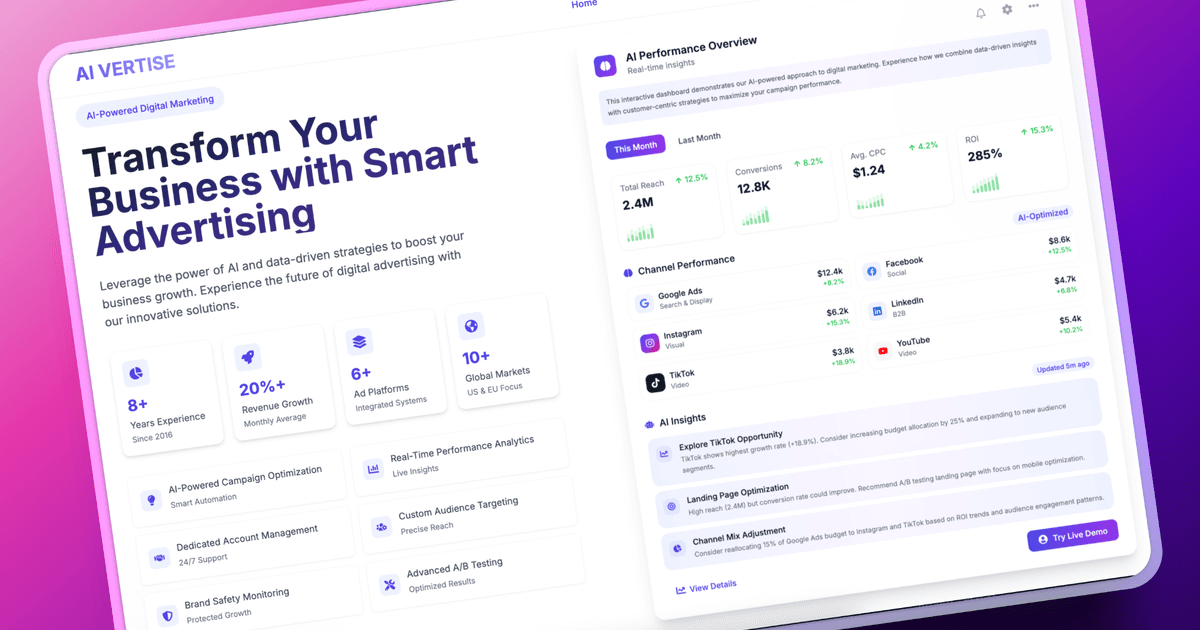 Home
AI VERTISE
AI-Powered Digital Marketing
Transform Your
Business with Smart
Advertising
Leverage the power of AI and data-driven strategies to boost your
business growth. Experience the future of digital advertising with
our innovative solutions.
8+
Years Experience
Since 2016
20%+
Revenue Growth
Monthly Average
6+
Ad Platforms
Integrated Systems
10+
Global Markets
US & EU Focus
AI-Powered Campaign Optimization
Smart Automation
Real-Time Performance Analytics
Live Insights
Dedicated Account Management
24/7 Support
Custom Audience Targeting
Precise Reach
Brand Safety Monitoring
Protected Growth
Advanced A/B Testing
Optimized Results
AI Performance Overview
Real-time insights
This interactive dashboard demonstrates our AI-powered approach to digital marketing. Experience how we combine data-driven insights
with customer-centric strategies to maximize your campaign performance.
This Month
Last Month
Total Reach
↑ 12.5%
2.4M
Conversions
↑ 8.2%
12.8K
Avg. CPC
↑ 4.2%
$1.24
ROI
↑ 15.3%
285%
Channel Performance
AI-Optimized
Google Ads
Search & Display
$12.4k
+8.2%
Facebook
Social
$8.6k
+12.5%
Instagram
Visual
$6.2k
+15.3%
LinkedIn
B2B
$4.7k
+6.8%
TikTok
Video
$3.8k
+18.9%
YouTube
Video
$5.4k
+10.2%
AI Insights
Updated 5m ago
Explore TikTok Opportunity
TikTok shows highest growth rate (+18.9%). Consider increasing budget allocation by 25% and expanding to new audience
segments.
Landing Page Optimization
High reach (2.4M) but conversion rate could improve. Recommend A/B testing landing page with focus on mobile optimization.
Channel Mix Adjustment
Consider reallocating 15% of Google Ads budget to Instagram and TikTok based on ROI trends and audience engagement patterns.
View Details
Try Live Demo